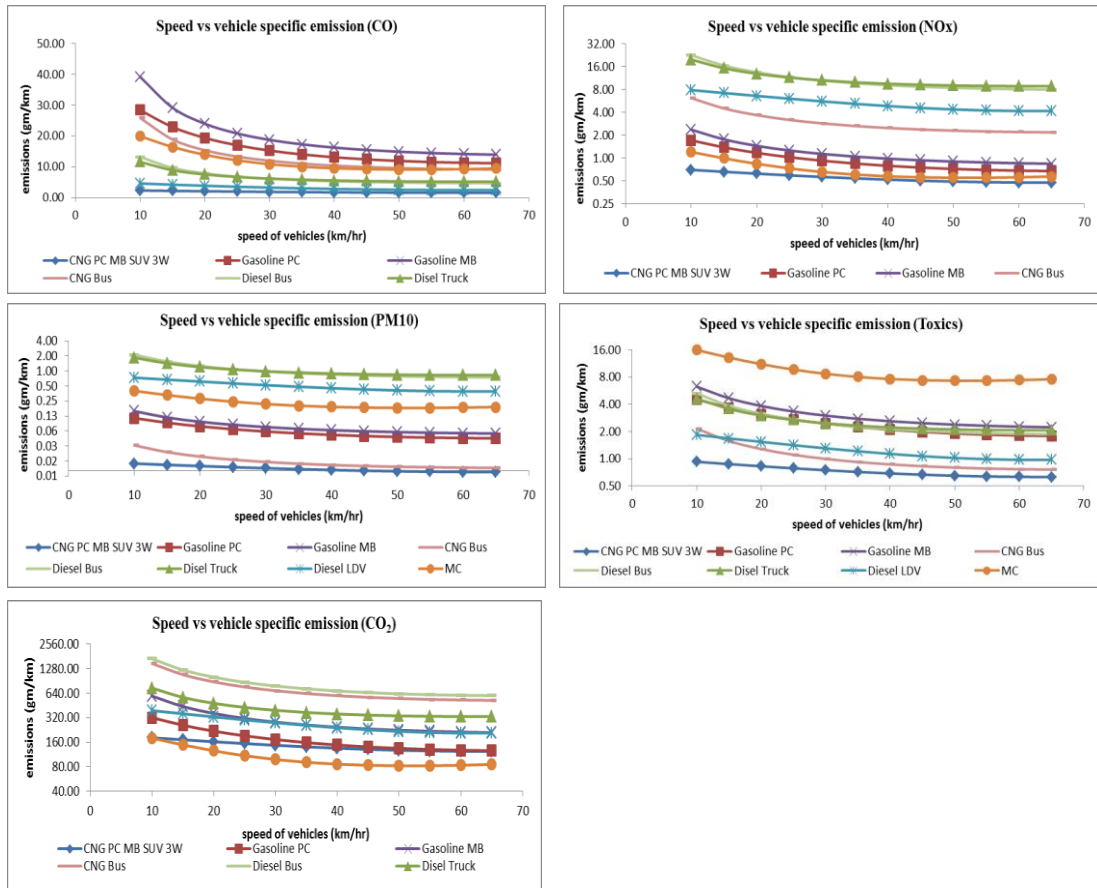 Speed vs vehicle specific emission (CO)
50.00
40.00
30.00
20.00
10.00
0.00
emissions (gm/km)
0 10 20 30 40 50 60 70
speed of vehicles (km/hr)
CNG PC MB SUV 3W Gasoline PC Gasoline MB
CNG Bus Diesel Bus Disel Truck
Speed vs vehicle specific emission (NOx)
32.00
16.00
8.00
4.00
2.00
1.00
0.50
0.25
emissions (gm/km)
0 10 20 30 40 50 60 70
speed of vehicles (km/hr)
CNG PC MB SUV 3W Gasoline PC Gasoline MB CNG Bus
Speed vs vehicle specific emission (PM10)
4.00
2.00
1.00
0.50
0.25
0.13
0.06
0.03
0.02
0.01
emissions (gm/km)
0 10 20 30 40 50 60 70
speed of vehicles (km/hr)
CNG PC MB SUV 3W Gasoline PC Gasoline MB CNG Bus
Diesel Bus Disel Truck Diesel LDV MC
Speed vs vehicle specific emission (Toxics)
16.00
8.00
4.00
2.00
1.00
0.50
emissions (gm/km)
0 10 20 30 40 50 60 70
speed of vehicles (km/hr)
CNG PC MB SUV 3W Gasoline PC Gasoline MB CNG Bus
Diesel Bus Disel Truck Diesel LDV MC
Speed vs vehicle specific emission (CO₂)
2560.00
1280.00
640.00
320.00
160.00
80.00
40.00
emissions (gm/km)
0 10 20 30 40 50 60 70
speed of vehicles (km/hr)
CNG PC MB SUV 3W Gasoline PC Gasoline MB
CNG Bus Diesel Bus Disel Truck